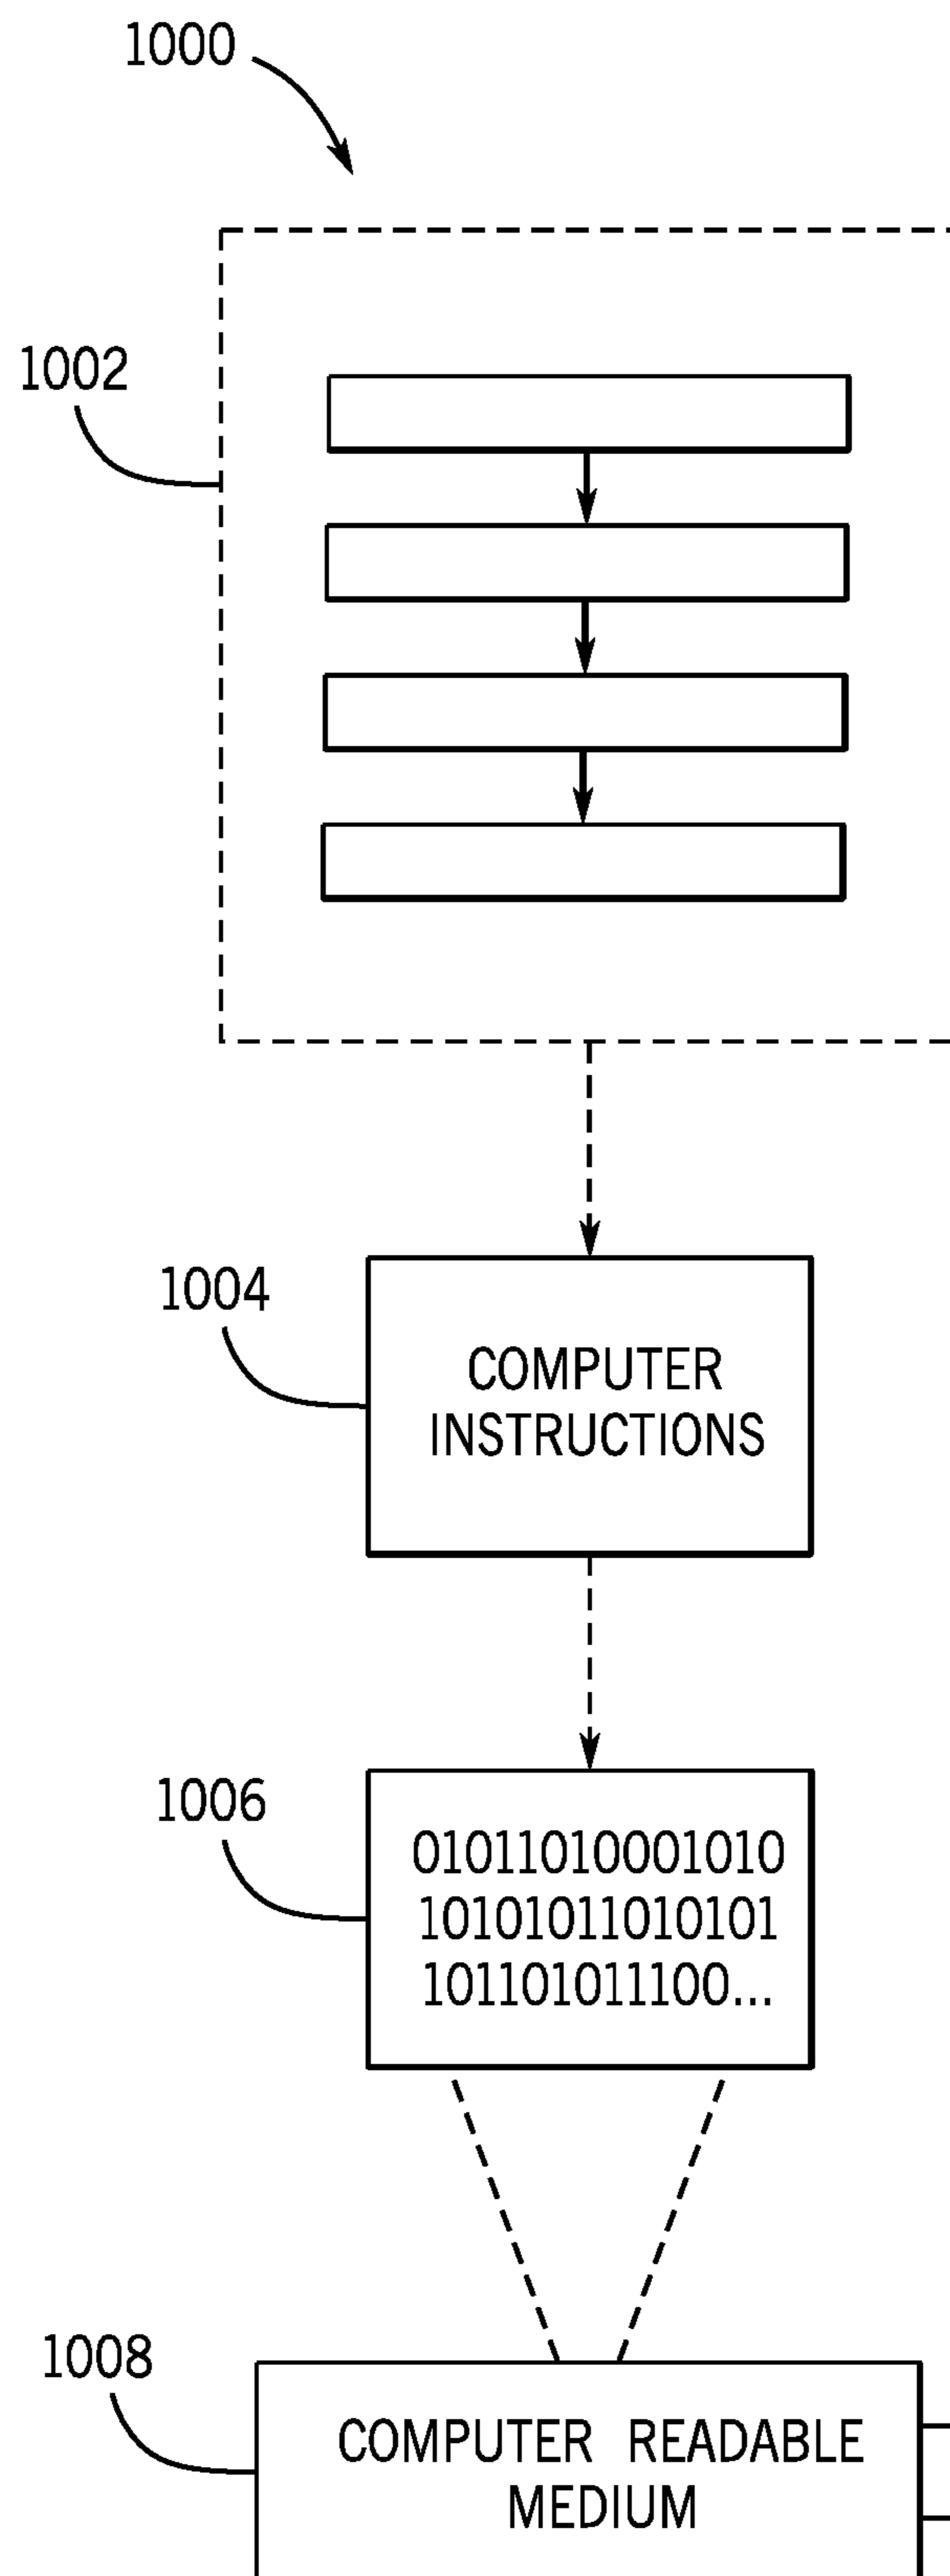 1000
1002
1004
COMPUTER
INSTRUCTIONS
1006
01011010001010
10101011010101
101101011100...
1008
COMPUTER READABLE
MEDIUM